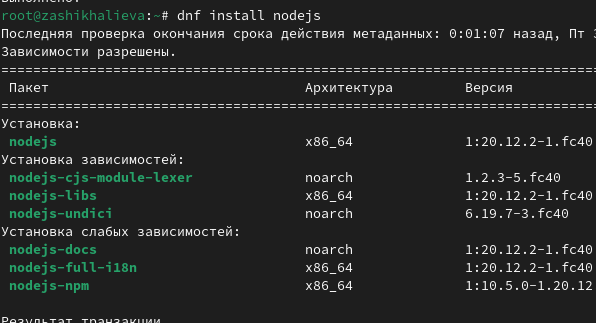 Выполнено!
root@zashikhalieva:~# dnf install nodejs
Последняя проверка окончания срока действия метаданных: 0:01:07 назад, Пт
Зависимости разрешены.
================================================================================
Пакет Архитектура Версия
================================================================================
Установка:
nodejs x86_64 1:20.12.2-1.fc40
Установка зависимостей:
nodejs-cjs-module-lexer noarch 1.2.3-5.fc40
nodejs-libs x86_64 1:20.12.2-1.fc40
nodejs-undici noarch 6.19.7-3.fc40
Установка слабых зависимостей:
nodejs-docs noarch 1:20.12.2-1.fc40
nodejs-full-i18n x86_64 1:20.12.2-1.fc40
nodejs-npm x86_64 1:10.5.0-1.20.12
Результат транзакции